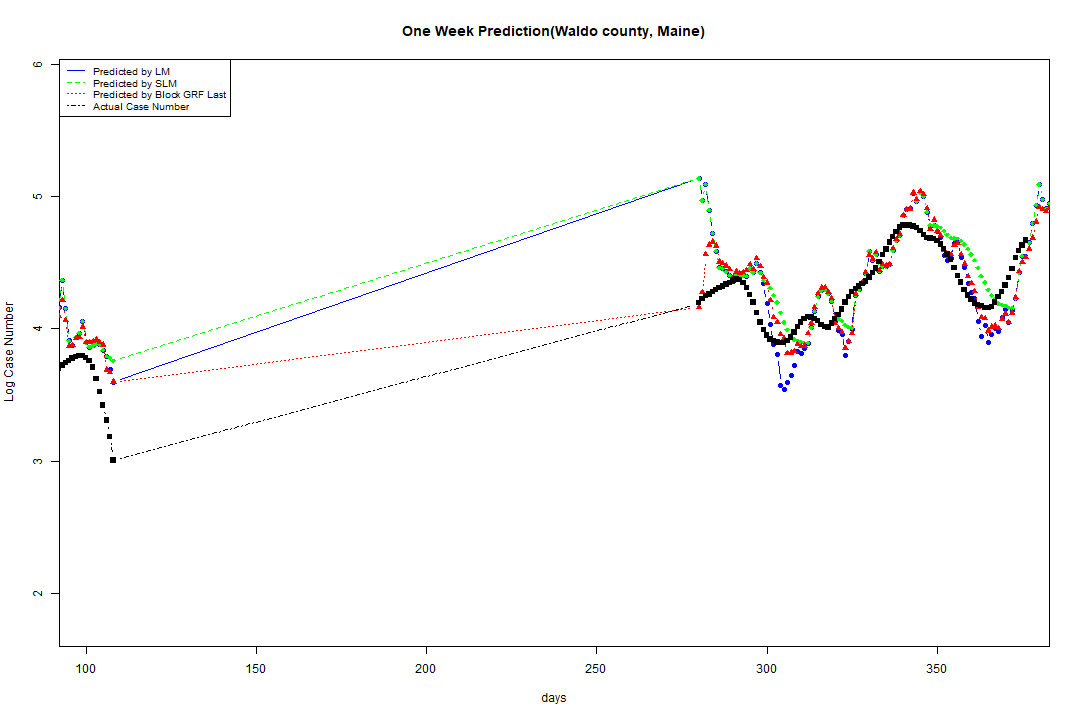 One Week Prediction(Waldo county, Maine)
Predicted by LM
Predicted by SLM
Predicted by Block GRF Last
Actual Case Number
6
5
4
3
2
Log Case Number
100 150 200 250 300 350
days